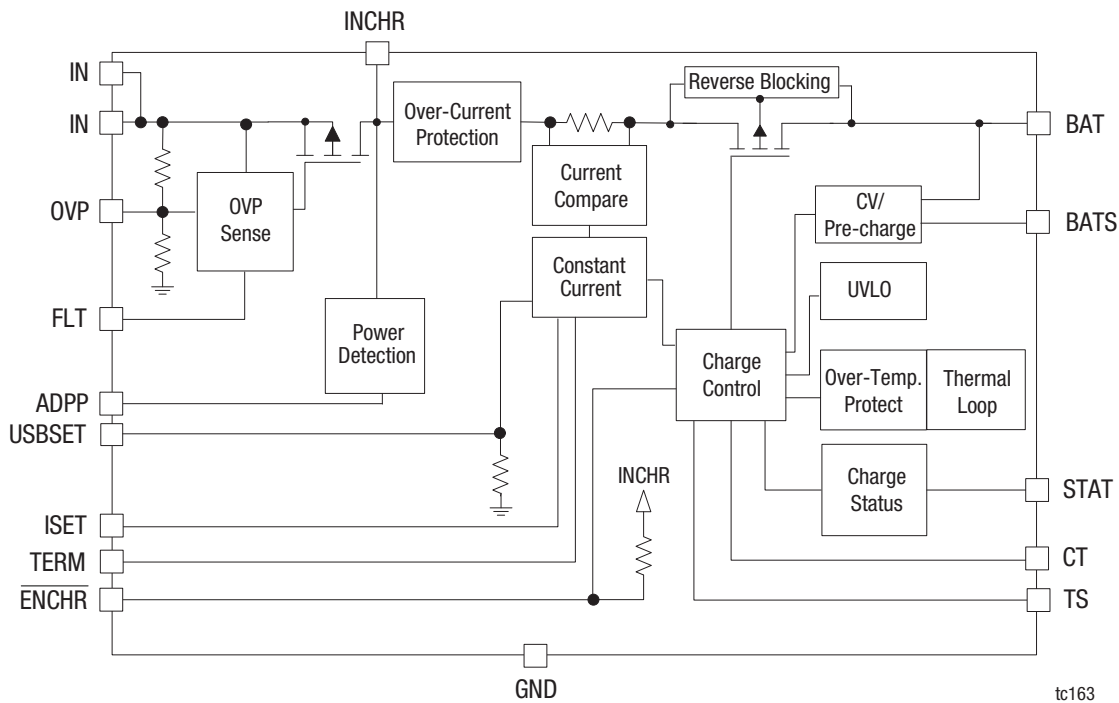 INCHR
IN
IN
OVP
FLT
ADPP
USBSET
ISET
TERM
ENCHR
OVP
Sense
Over-Current
Protection
Power
Detection
Current
Compare
Constant
Current
INCHR
Reverse Blocking
Charge
Control
CV/
Pre-charge
UVLO
Over-Temp.
Protect
Thermal
Loop
Charge
Status
BAT
BATS
STAT
CT
TS
GND
tc163